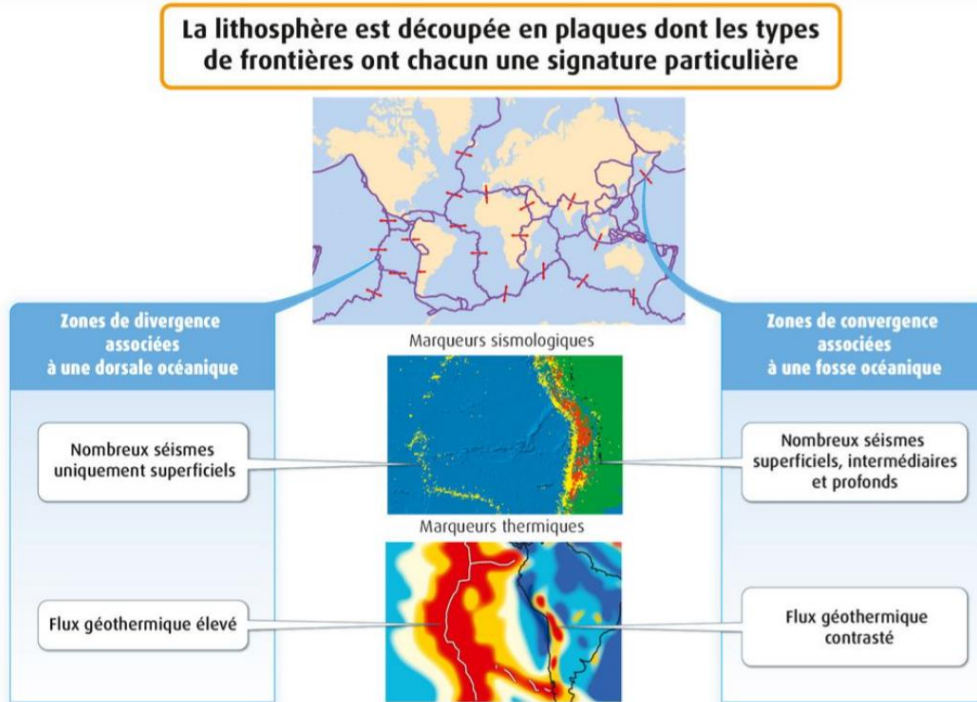 La lithosphère est découpée en plaques dont les types
de frontières ont chacun une signature particulière
Zones de divergence
associées
à une dorsale océanique
Zones de convergence
associées
à une fosse océanique
Marqueurs sismologiques
Nombreux séismes
uniquement superficiels
Nombreux séismes
superficiels, intermédiaires
et profonds
Marqueurs thermiques
Flux géothermique élevé
Flux géothermique
contrasté